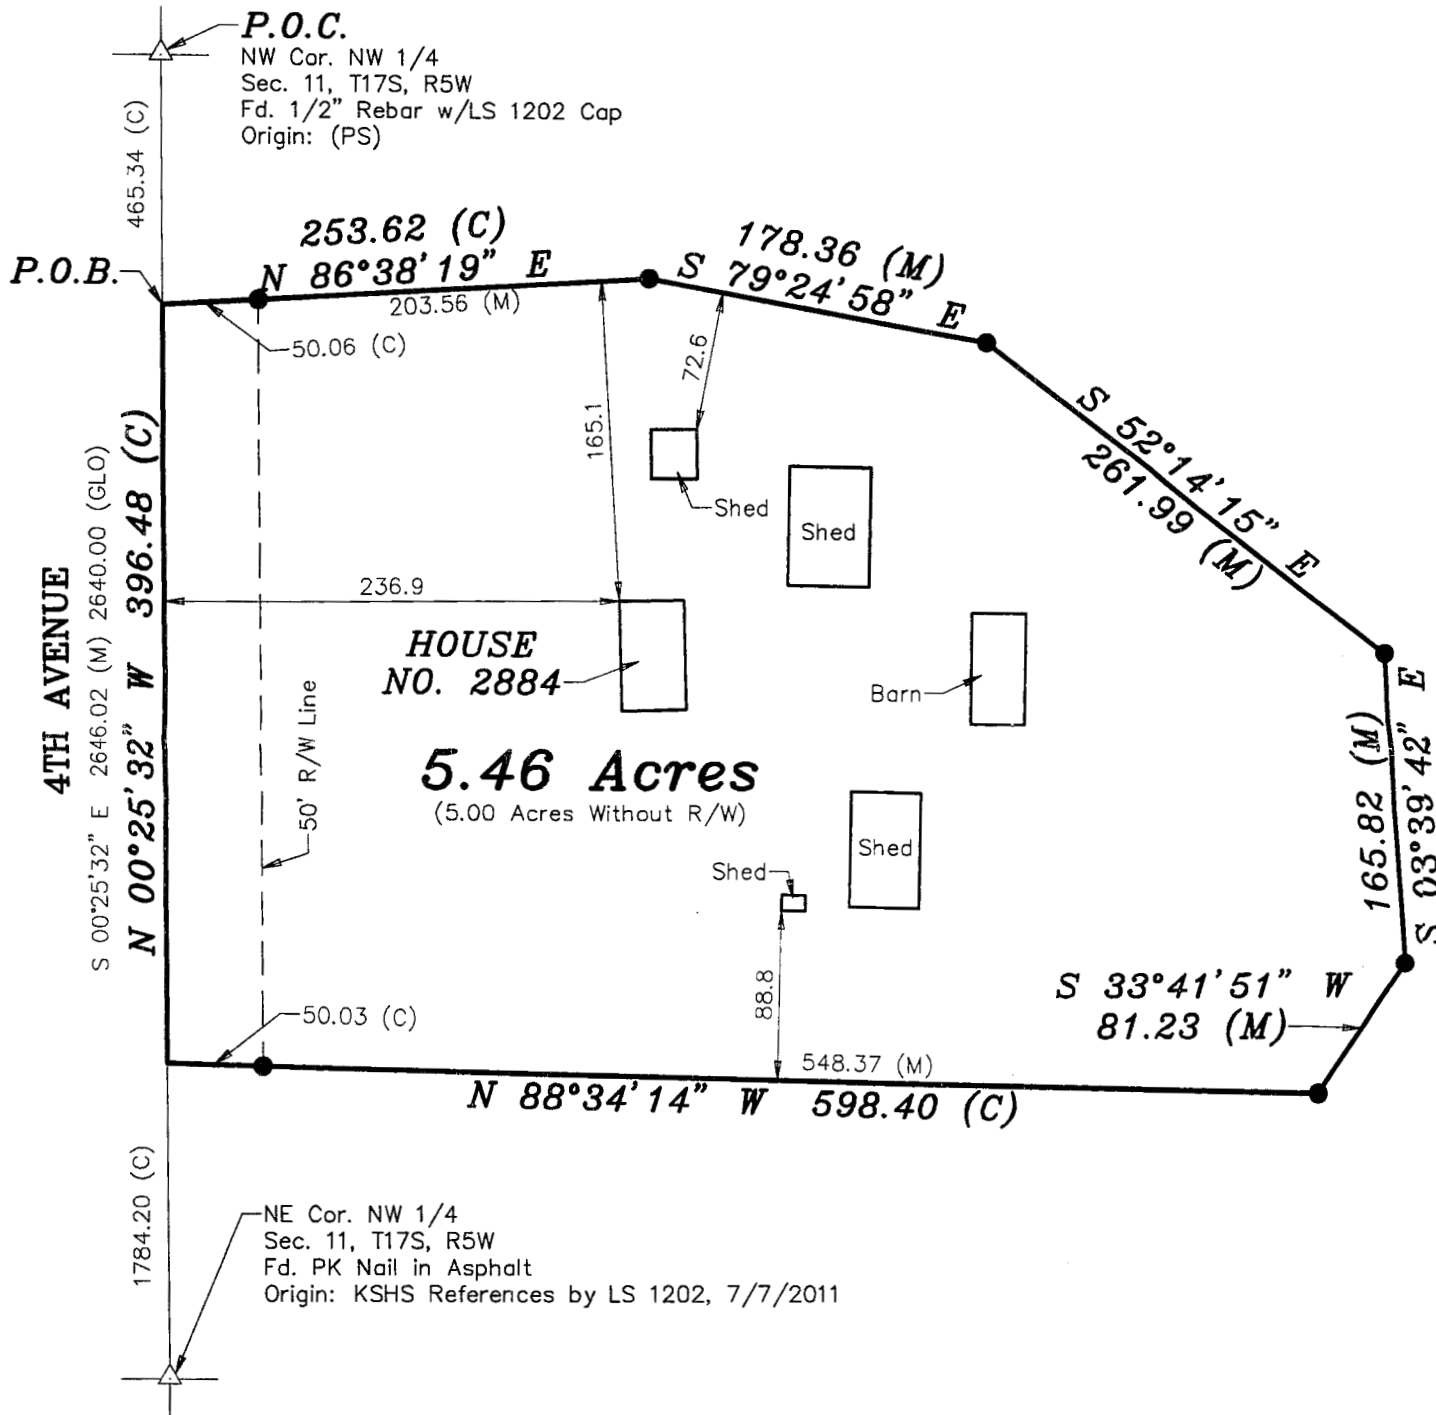 P.O.C.
NW Cor. NW 1/4
Sec. 11, T17S, R5W
Fd. 1/2" Rebar w/LS 1202 Cap
Origin: (PS)
465.34 (C)
P.O.B.
253.62 (C)
N 86°38'19" E
203.56 (M)
50.06 (C)
178.36 (M)
S 79°24'58" E
72.6
165.1
S 52°14'15" E
261.99 (M)
Shed
Shed
236.9
4TH AVENUE
S 00°25'32" E 2646.02 (M) 2640.00 (GLO)
N 00°25'32" W 396.48 (C)
50' R/W Line
HOUSE
NO. 2884
Barn
5.46 Acres
(5.00 Acres Without R/W)
Shed
Shed
88.8
165.82 (M)
S 03°39'42" E
S 33°41'51" W
81.23 (M)
50.03 (C)
548.37 (M)
N 88°34'14" W 598.40 (C)
1784.20 (C)
NE Cor. NW 1/4
Sec. 11, T17S, R5W
Fd. PK Nail in Asphalt
Origin: KSHS References by LS 1202, 7/7/2011